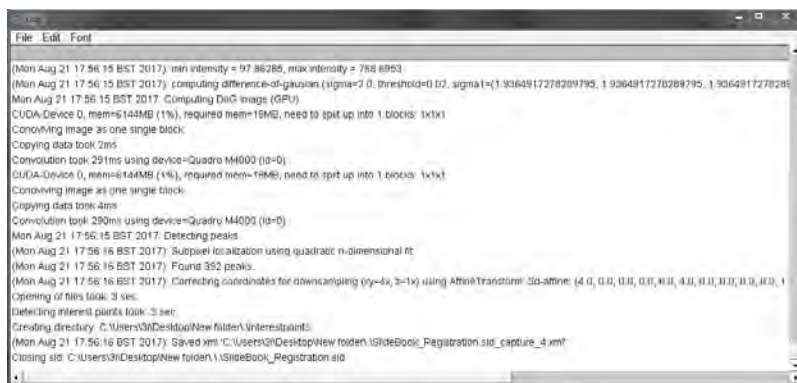 Log
File Edit Font
(Mon Aug 21 17:56:15 BST 2017): min intensity = 97.86285, max intensity = 768.6953
(Mon Aug 21 17:56:15 BST 2017): computing difference-of-gausian (sigma=2.0, threshold=0.02, sigma1=(1.9364917278289795, 1.9364917278289795, 1.93649172782897
Mon Aug 21 17:56:15 BST 2017: Computing DoG image (GPU)
CUDA-Device 0, mem=6144MB (1%), required mem=18MB, need to split up into 1 blocks: 1x1x1
Convolving image as one single block.
Copying data took 2ms
Convolution took 291ms using device=Quadro M4000 (id=0)
CUDA-Device 0, mem=6144MB (1%), required mem=18MB, need to split up into 1 blocks: 1x1x1
Convolving image as one single block.
Copying data took 4ms
Convolution took 290ms using device=Quadro M4000 (id=0)
Mon Aug 21 17:56:15 BST 2017: Detecting peaks.
(Mon Aug 21 17:56:16 BST 2017): Subpixel localization using quadratic n-dimensional fit
(Mon Aug 21 17:56:16 BST 2017): Found 392 peaks.
(Mon Aug 21 17:56:16 BST 2017): Correcting coordinates for downsampling (xy=4x, z=1x) using AffineTransform: 3d-affine: (4.0, 0.0, 0.0, 0.0, 0.0, 4.0, 0.0, 0.0, 0.0, 0.0, 1
Opening of files took: 3 sec.
Detecting interest points took: 3 sec.
Creating directory: C:\Users\3i\Desktop\New folder\.\interestpoints
(Mon Aug 21 17:56:16 BST 2017): Saved xml 'C:\Users\3i\Desktop\New folder\.\SlideBook_Registration.sld_capture_4.xml'
Closing sld: C:\Users\3i\Desktop\New folder\.\.\SlideBook_Registration.sld